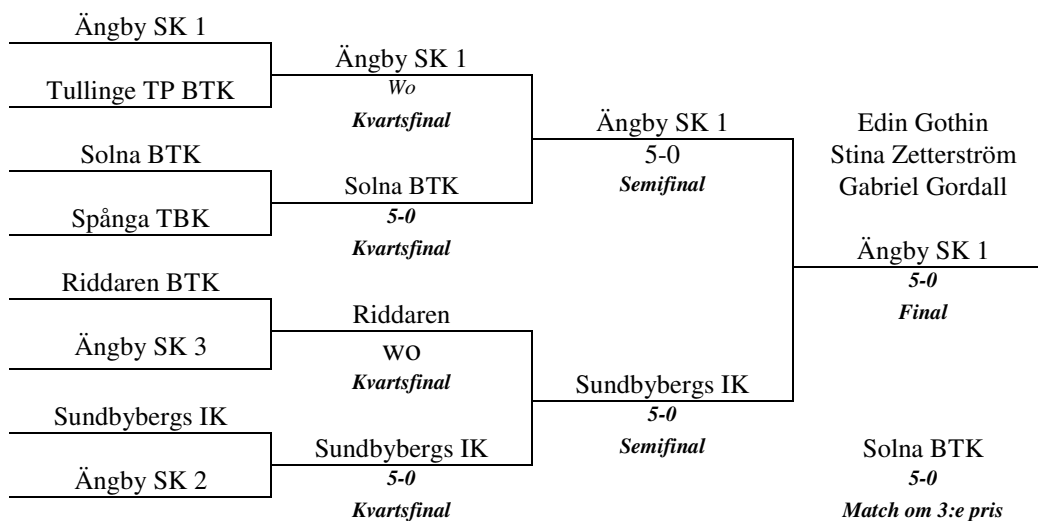 Ängby SK 1
Tullinge TP BTK
Solna BTK
Spånga TBK
Riddaren BTK
Ängby SK 3
Sundbybergs IK
Ängby SK 2
Ängby SK 1
Wo
Kvartsfinal
Solna BTK
5-0
Kvartsfinal
Riddaren
wo
Kvartsfinal
Sundbybergs IK
5-0
Kvartsfinal
Ängby SK 1
5-0
Semifinal
Sundbybergs IK
5-0
Semifinal
Edin Gothin
Stina Zetterström
Gabriel Gordall
Ängby SK 1
5-0
Final
Solna BTK
5-0
Match om 3:e pris